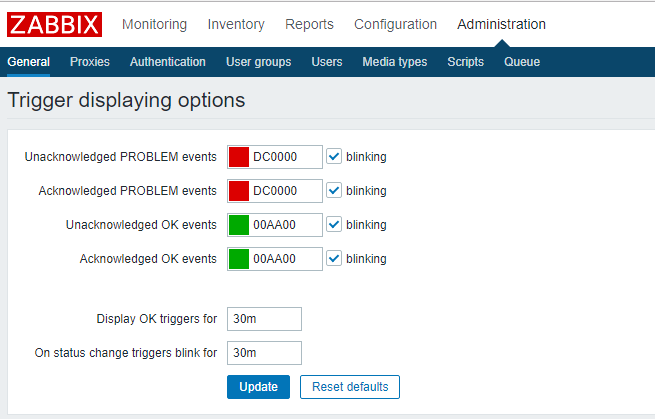 ZABBIX Monitoring Inventory Reports Configuration Administration
General Proxies Authentication User groups Users Media types Scripts Queue
Trigger displaying options
Unacknowledged PROBLEM events DC0000 blinking
Acknowledged PROBLEM events DC0000 blinking
Unacknowledged OK events 00AA00 blinking
Acknowledged OK events 00AA00 blinking
Display OK triggers for 30m
On status change triggers blink for 30m
Update Reset defaults